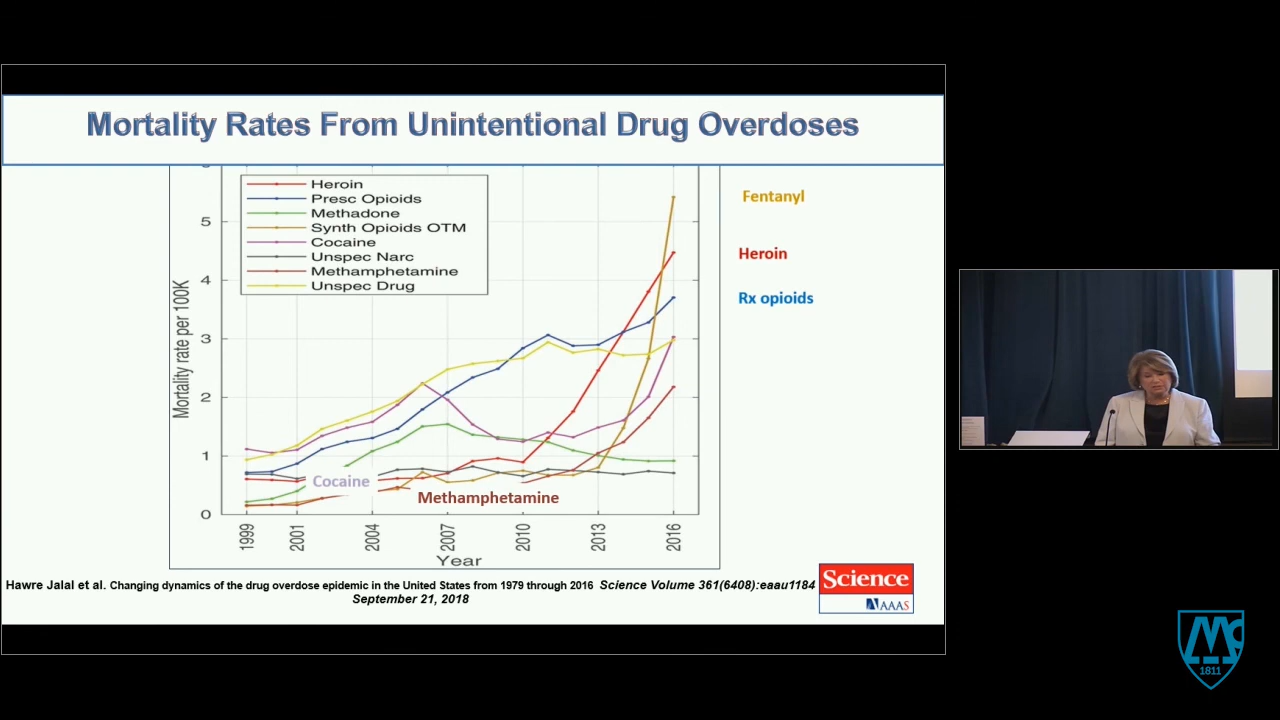 Mortality Rates From Unintentional Drug Overdoses
Heroin
Presc Opioids
Methadone
Synth Opioids OTM
Cocaine
Unspec Narc
Methamphetamine
Unspec Drug
5
4
3
2
1
0
Mortality rate per 100K
1999
2001
2004
2007
2010
2013
2016
Year
Cocaine
Methamphetamine
Fentanyl
Heroin
Rx opioids
Hawre Jalal et al. Changing dynamics of the drug overdose epidemic in the United States from 1979 through 2016 Science Volume 361(6408):eaau1184
September 21, 2018
Science
AAAS
1811